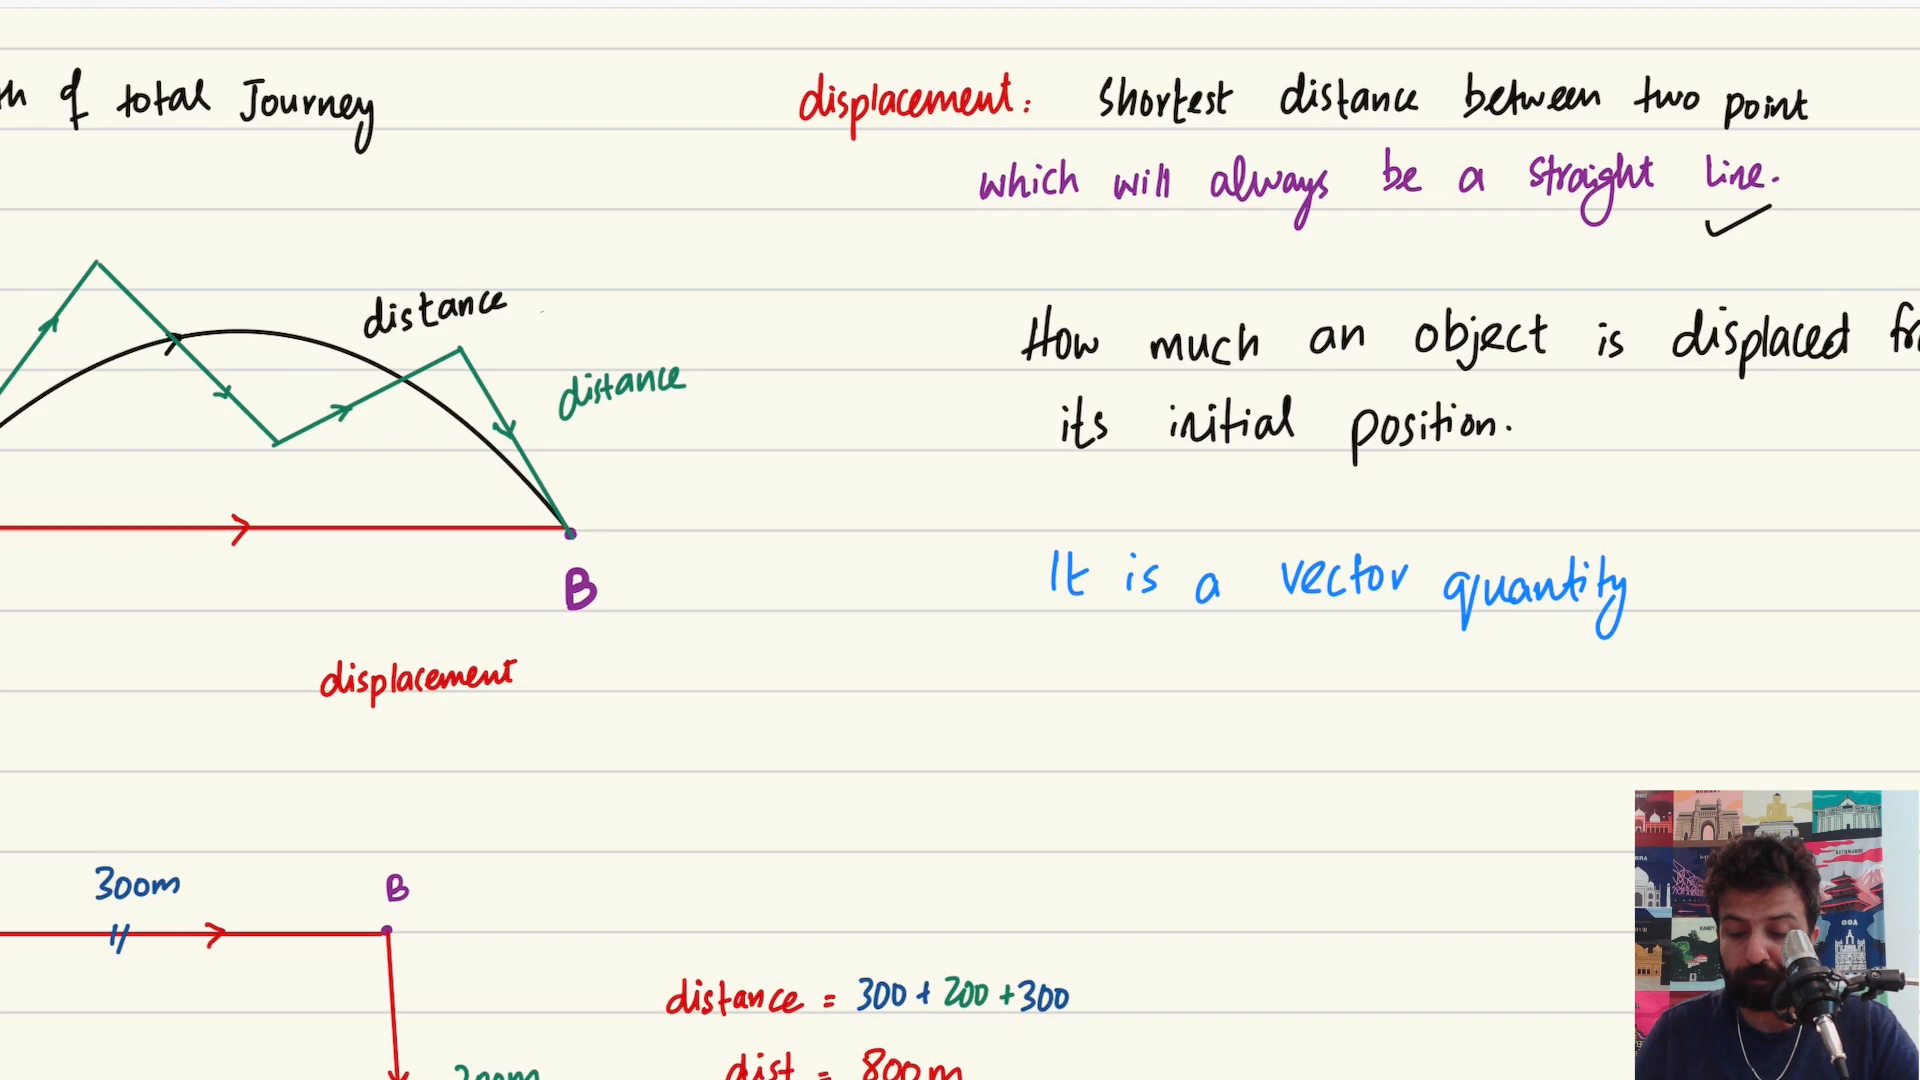 of total Journey
displacement: Shortest distance between two point
which will always be a straight line.
distance
distance
How much an object is displaced
its initial position.
It is a vector quantity
B
displacement
300m
B
distance = 300 + 200 + 300
200m
dist = 800m
GOA